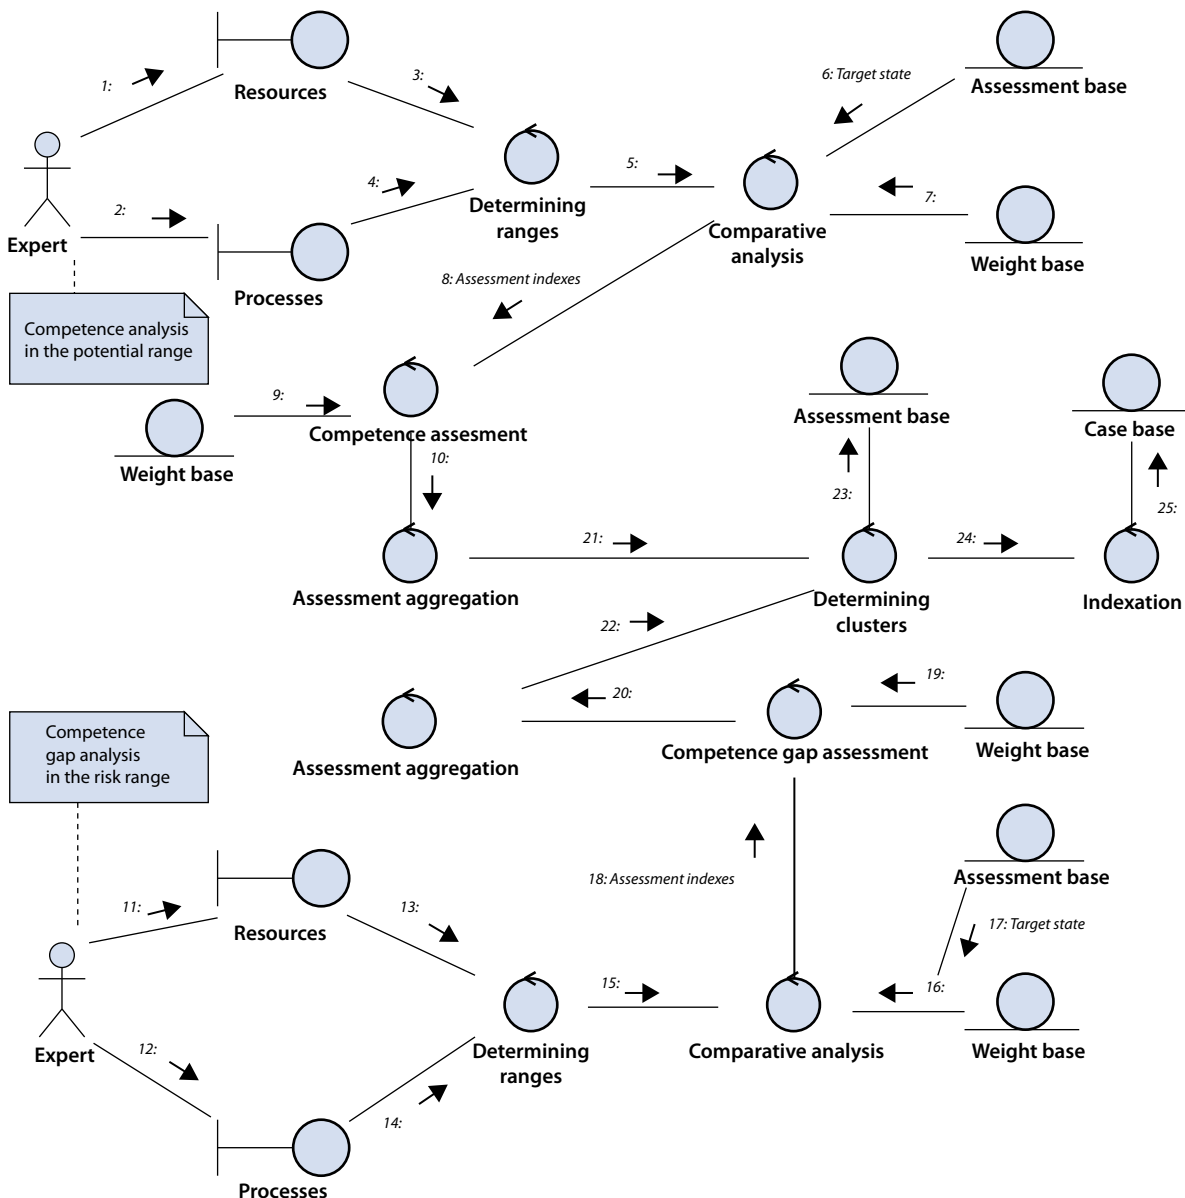 1:
Resources
3:
6: Target state
Assessment base
Expert
2:
4:
Processes
Determining
ranges
5:
Comparative
analysis
7:
Weight base
Competence analysis
in the potential range
8: Assessment indexes
9:
Weight base
Competence assesment
10:
Assessment base
Case base
23:
25:
Assessment aggregation
21:
Determining
clusters
24:
Indexation
22:
20:
19:
Assessment aggregation
Competence gap assessment
Weight base
Competence
gap analysis
in the risk range
18: Assessment indexes
Assessment base
17: Target state
11:
Resources
13:
Expert
12:
14:
Processes
Determining
ranges
15:
Comparative analysis
16:
Weight base